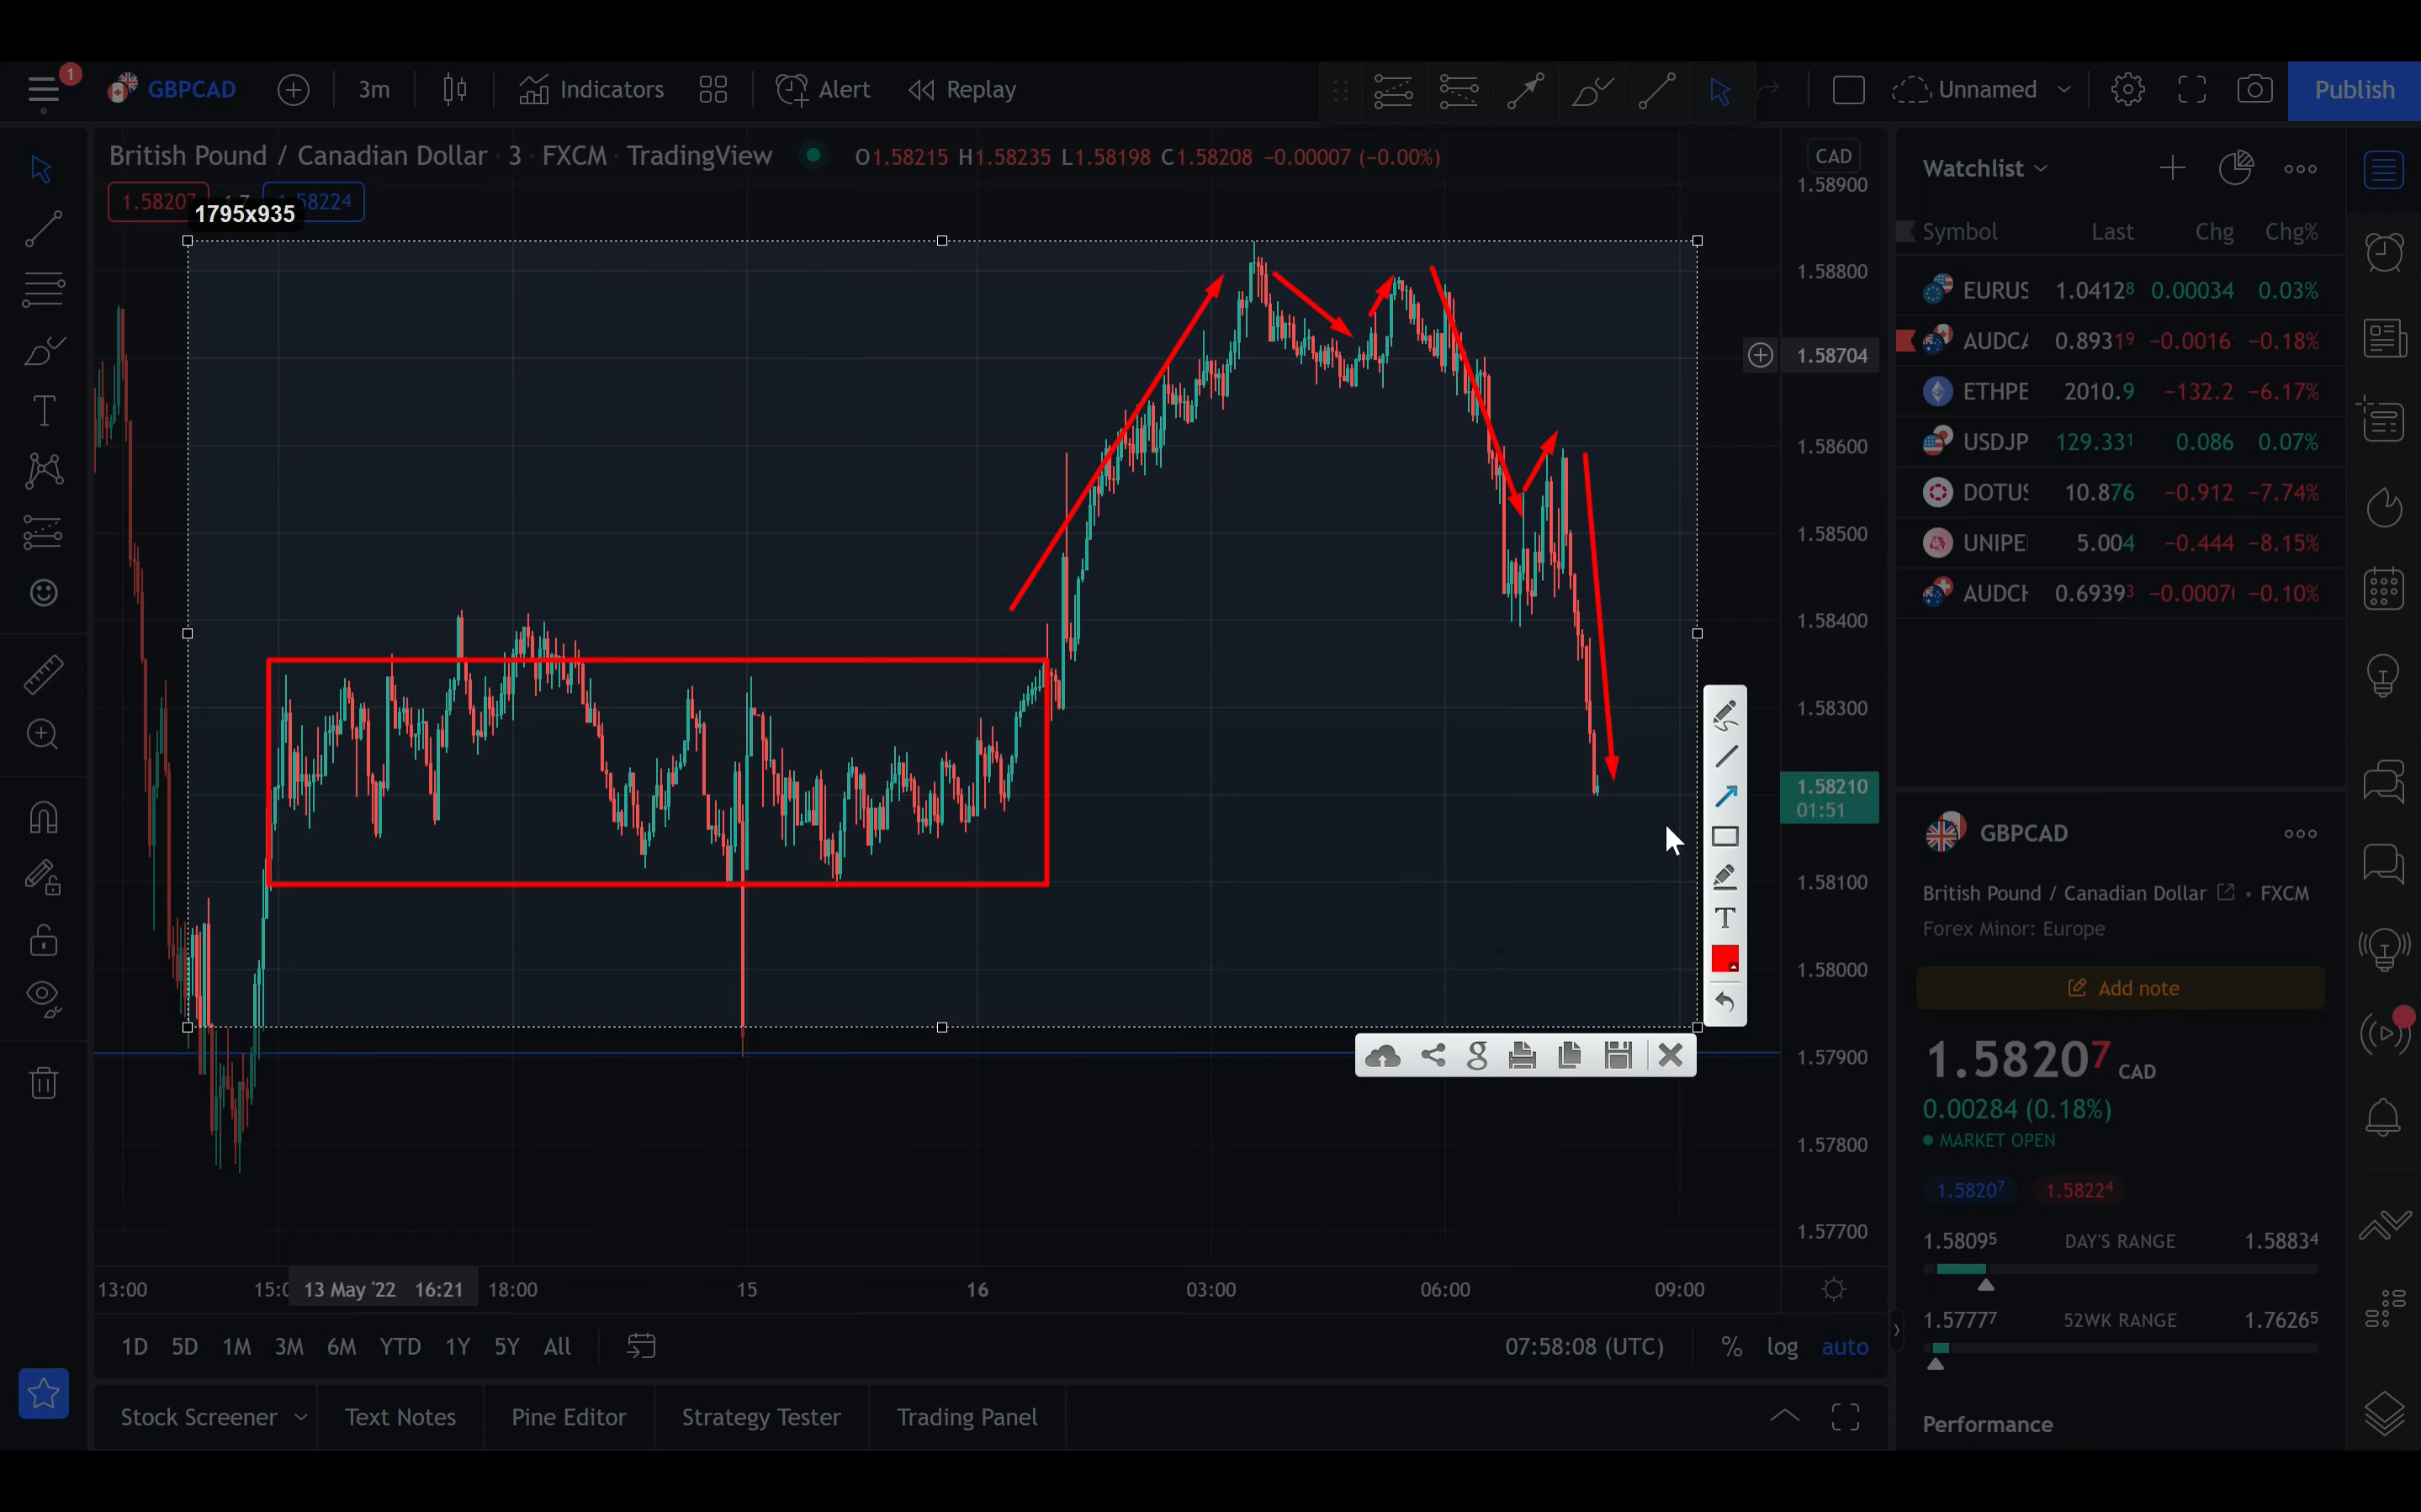 1
GBPCAD
3m
Indicators
Alert
Replay
Unnamed
Publish
British Pound / Canadian Dollar · 3 · FXCM · TradingView
O1.58215 H1.58235 L1.58198 C1.58208 −0.00007 (−0.00%)
1.58207
1.58224
1795x935
CAD
1.58900
1.58800
1.58704
1.58600
1.58500
1.58400
1.58300
1.58210
01:51
1.58100
1.58000
1.57900
1.57800
1.57700
13:00
13 May '22 16:21
18:00
15
16
03:00
06:00
09:00
1D 5D 1M 3M 6M YTD 1Y 5Y All
07:58:08 (UTC)
% log auto
Stock Screener
Text Notes
Pine Editor
Strategy Tester
Trading Panel
Watchlist
Symbol Last Chg Chg%
EURUS 1.04128 0.00034 0.03%
AUDCA 0.89319 −0.0016 −0.18%
ETHPE 2010.9 −132.2 −6.17%
USDJP 129.331 0.086 0.07%
DOTUS 10.876 −0.912 −7.74%
UNIPE 5.004 −0.444 −8.15%
AUDCH 0.69393 −0.0007 −0.10%
GBPCAD
British Pound / Canadian Dollar • FXCM
Forex Minor: Europe
Add note
1.58207 CAD
0.00284 (0.18%)
MARKET OPEN
1.58207 1.58224
1.58095 DAY'S RANGE 1.58834
1.57777 52WK RANGE 1.76265
Performance